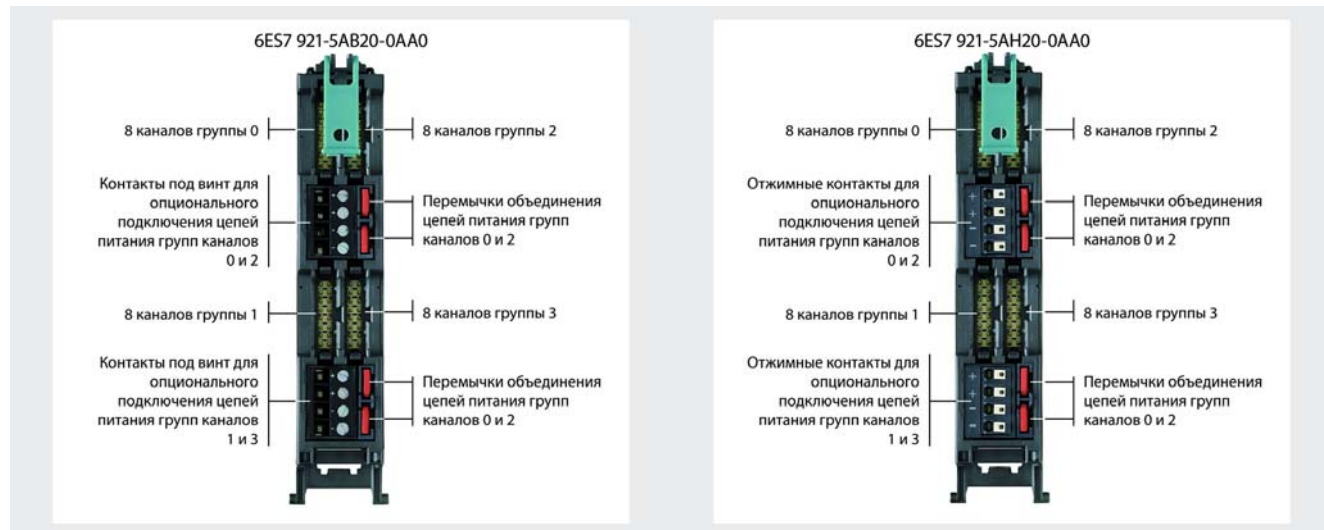 6ES7 921-5AB20-0AA0
8 каналов группы 0
8 каналов группы 2
Контакты под винт для
опционального
подключения цепей
питания групп каналов
0 и 2
Перемычки объединения
цепей питания групп
каналов 0 и 2
8 каналов группы 1
8 каналов группы 3
Контакты под винт для
опционального
подключения цепей
питания групп каналов
1 и 3
Перемычки объединения
цепей питания групп
каналов 0 и 2
6ES7 921-5AH20-0AA0
8 каналов группы 0
8 каналов группы 2
Отжимные контакты для
опционального
подключения цепей
питания групп каналов
0 и 2
+
+
−
−
Перемычки объединения
цепей питания групп
каналов 0 и 2
8 каналов группы 1
8 каналов группы 3
Отжимные контакты для
опционального
подключения цепей
питания групп каналов
1 и 3
+
+
−
−
Перемычки объединения
цепей питания групп
каналов 0 и 2